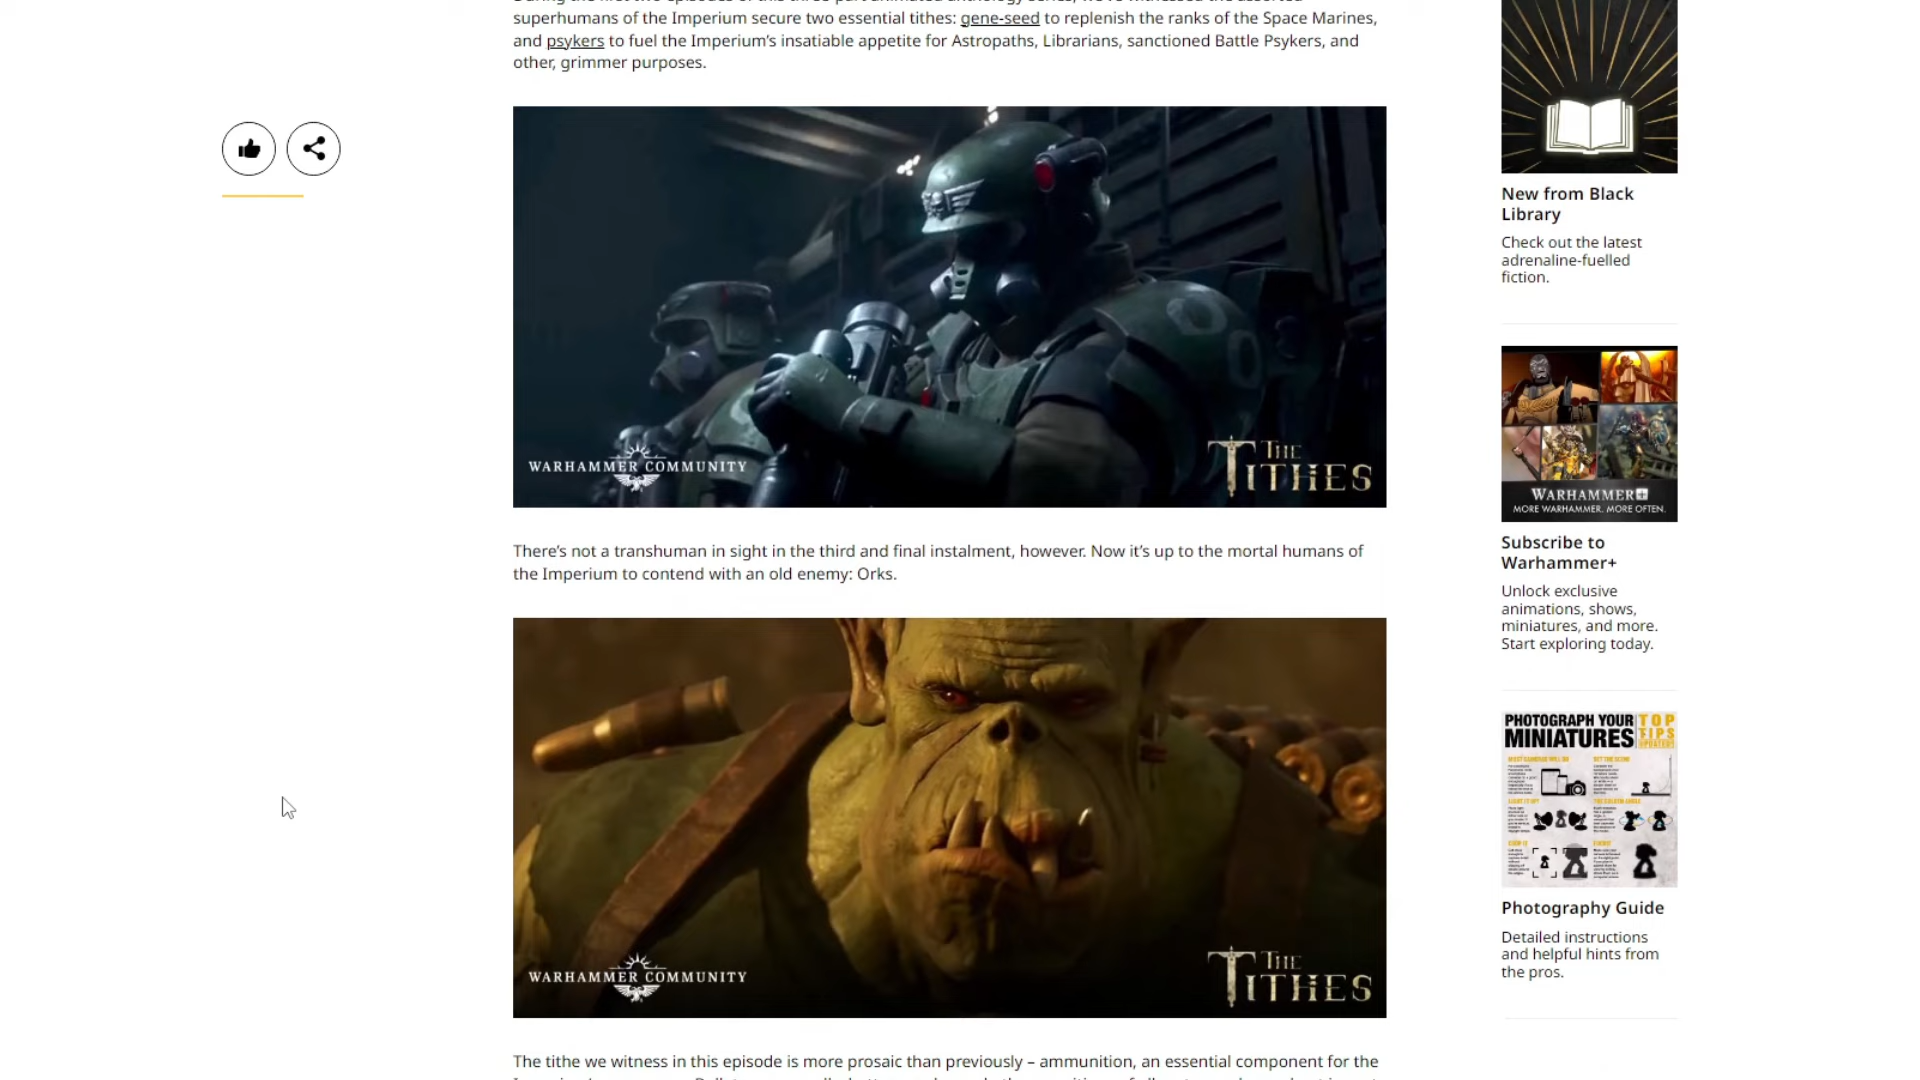 superhumans of the Imperium secure two essential tithes: gene-seed to replenish the ranks of the Space Marines,
and psykers to fuel the Imperium’s insatiable appetite for Astropaths, Librarians, sanctioned Battle Psykers, and
other, grimmer purposes.
WARHAMMER COMMUNITY
THE
TITHES
There’s not a transhuman in sight in the third and final instalment, however. Now it’s up to the mortal humans of
the Imperium to contend with an old enemy: Orks.
WARHAMMER COMMUNITY
THE
TITHES
The tithe we witness in this episode is more prosaic than previously – ammunition, an essential component for the
New from Black
Library
Check out the latest
adrenaline-fuelled
fiction.
WARHAMMER+
MORE WARHAMMER. MORE OFTEN.
Subscribe to
Warhammer+
Unlock exclusive
animations, shows,
miniatures, and more.
Start exploring today.
PHOTOGRAPH YOUR
MINIATURES
TOP
TIPS
Photography Guide
Detailed instructions
and helpful hints from
the pros.